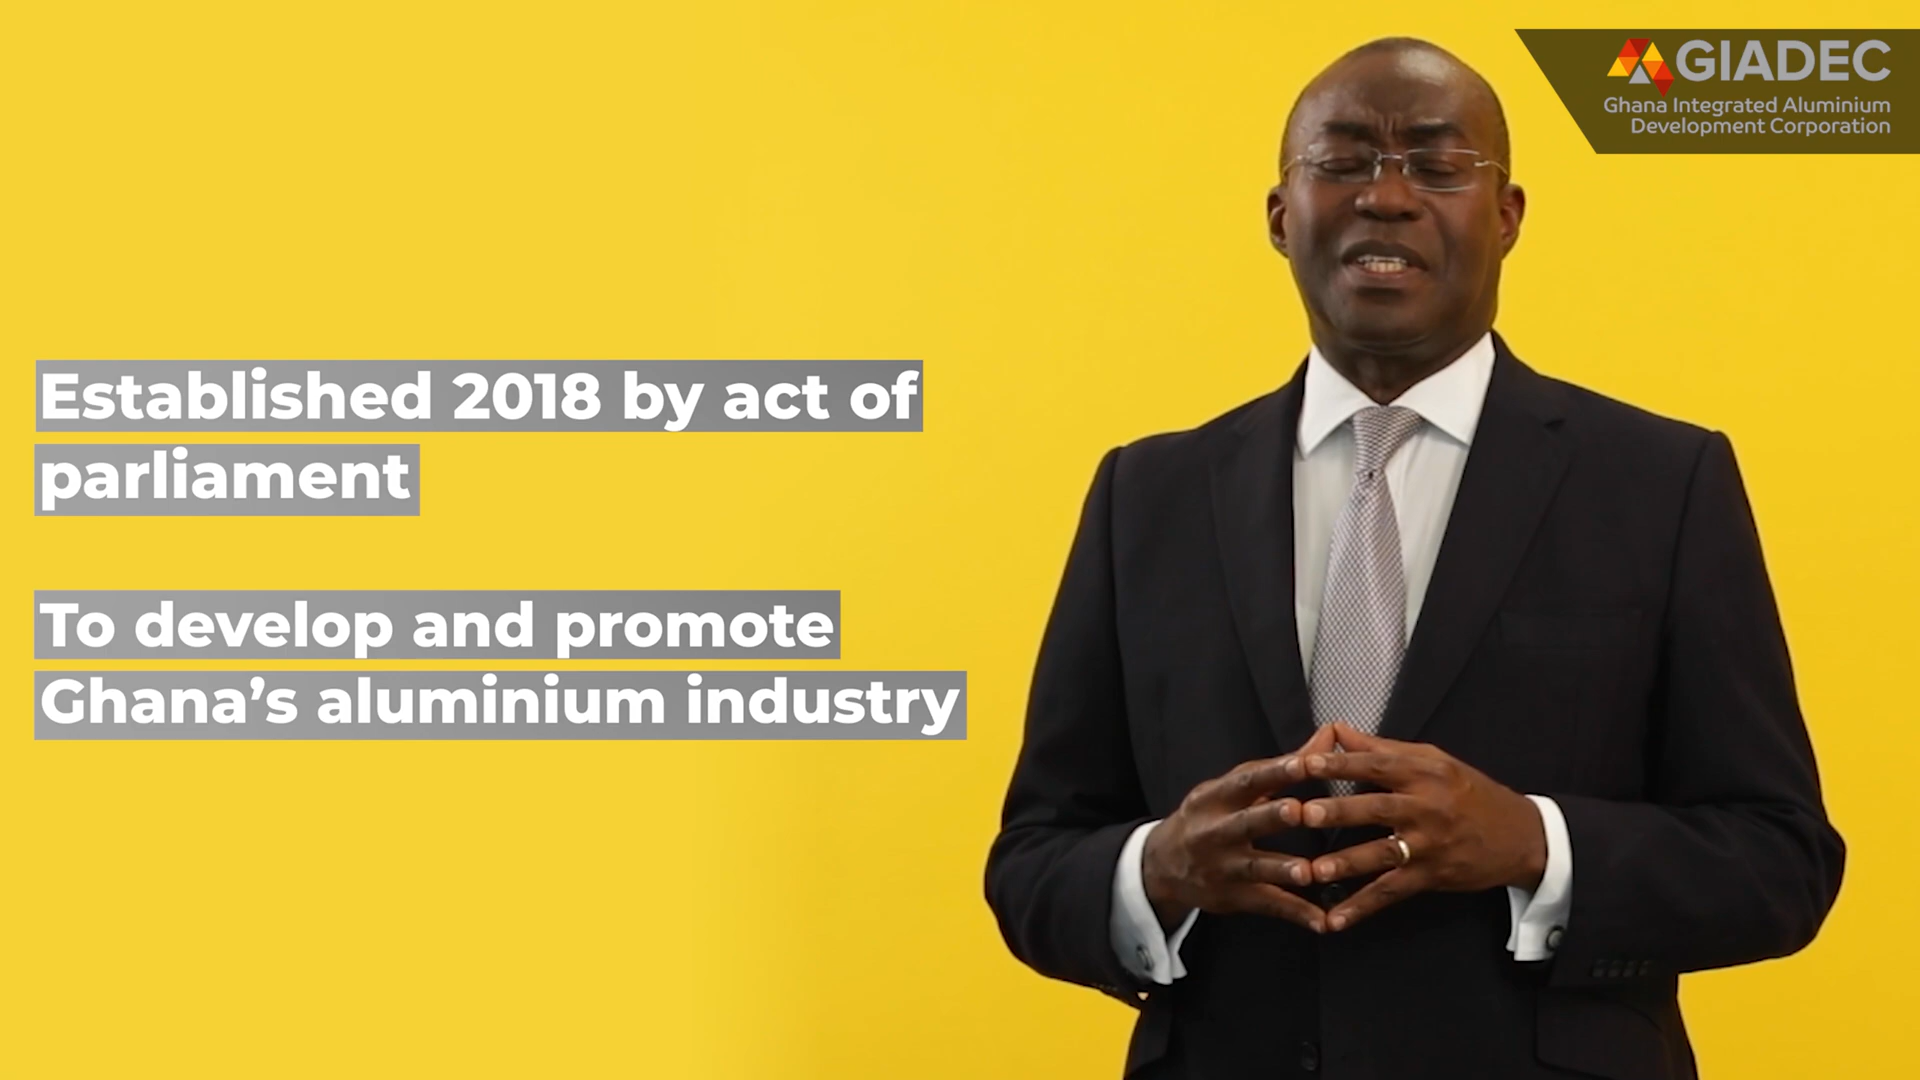 GIADEC
Ghana Integrated Aluminium
Development Corporation
Established 2018 by act of
parliament
To develop and promote
Ghana's aluminium industry